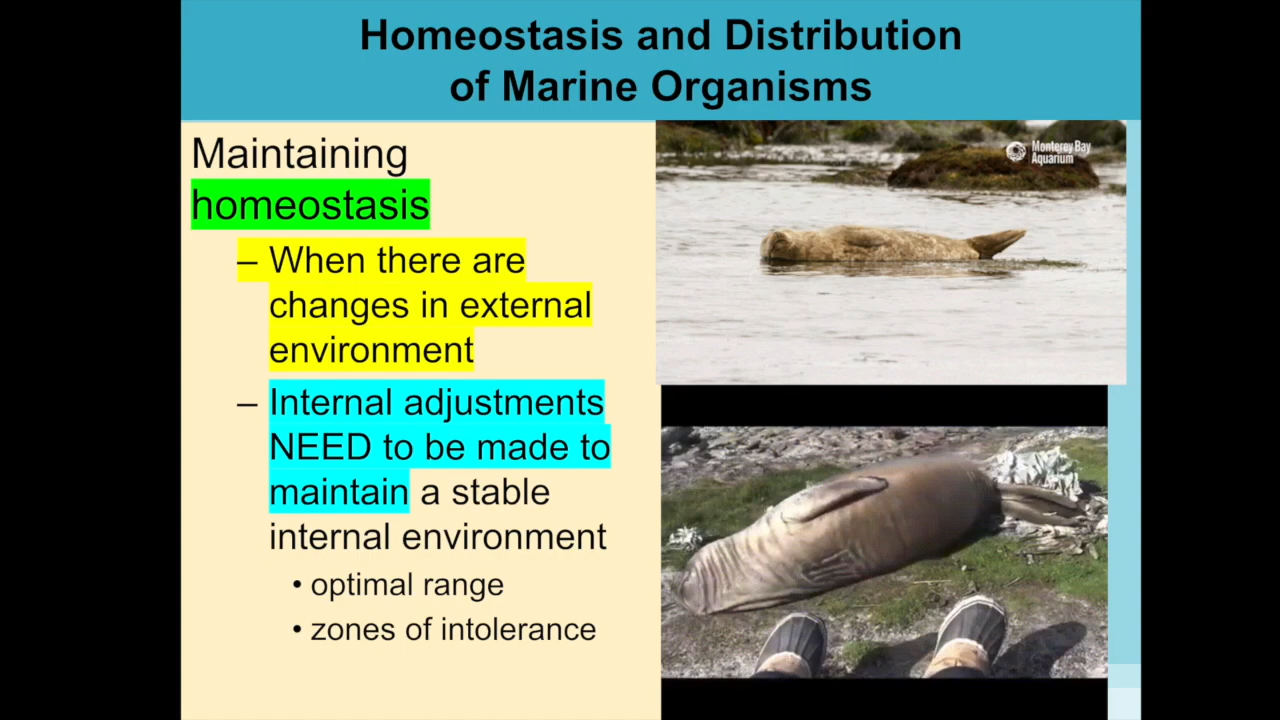 Homeostasis and Distribution
of Marine Organisms
Maintaining
homeostasis
– When there are
changes in external
environment
– Internal adjustments
NEED to be made to
maintain a stable
internal environment
• optimal range
• zones of intolerance
Monterey Bay
Aquarium